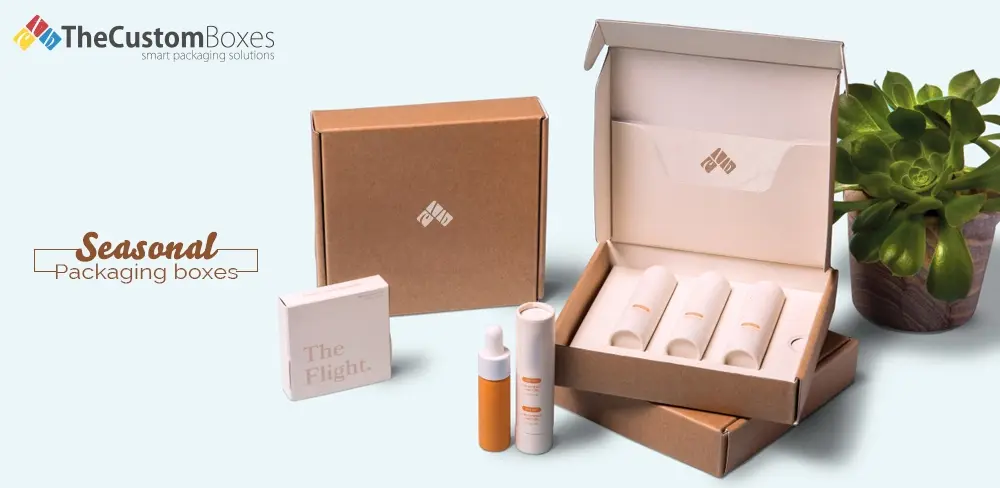 TheCustomBoxes
smart packaging solutions
Seasonal
Packaging boxes
The
Flight.